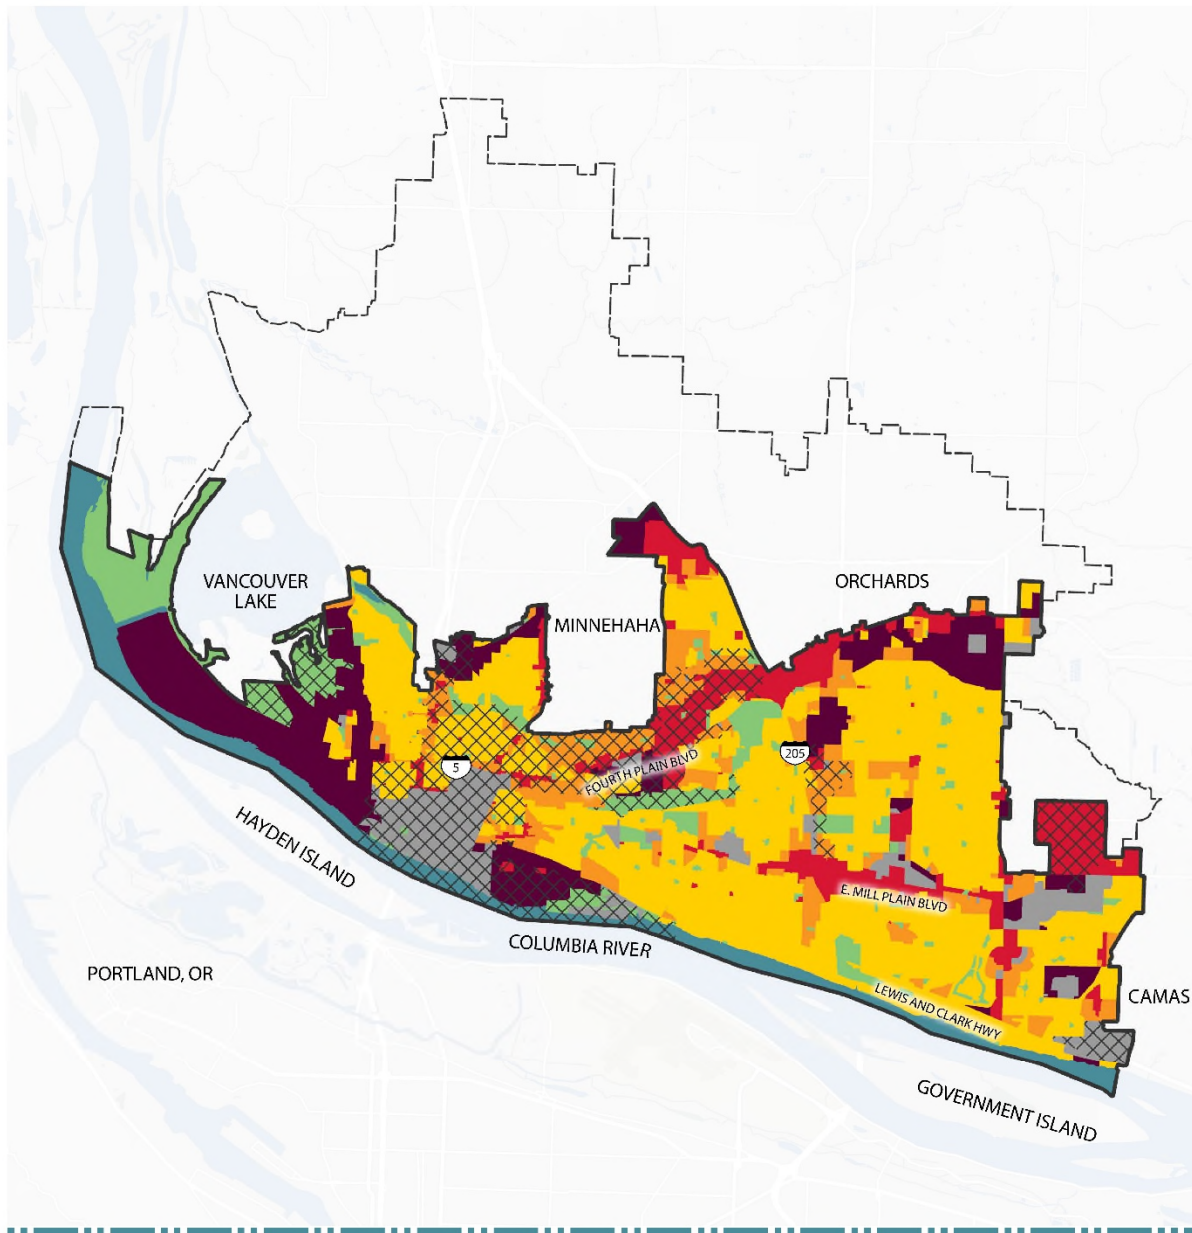 VANCOUVER
LAKE
ORCHARDS
MINNEHAHA
5
FOURTH PLAIN BLVD
205
HAYDEN ISLAND
E. MILL PLAIN BLVD
COLUMBIA RIVER
PORTLAND, OR
LEWIS AND CLARK HWY
CAMAS
GOVERNMENT ISLAND